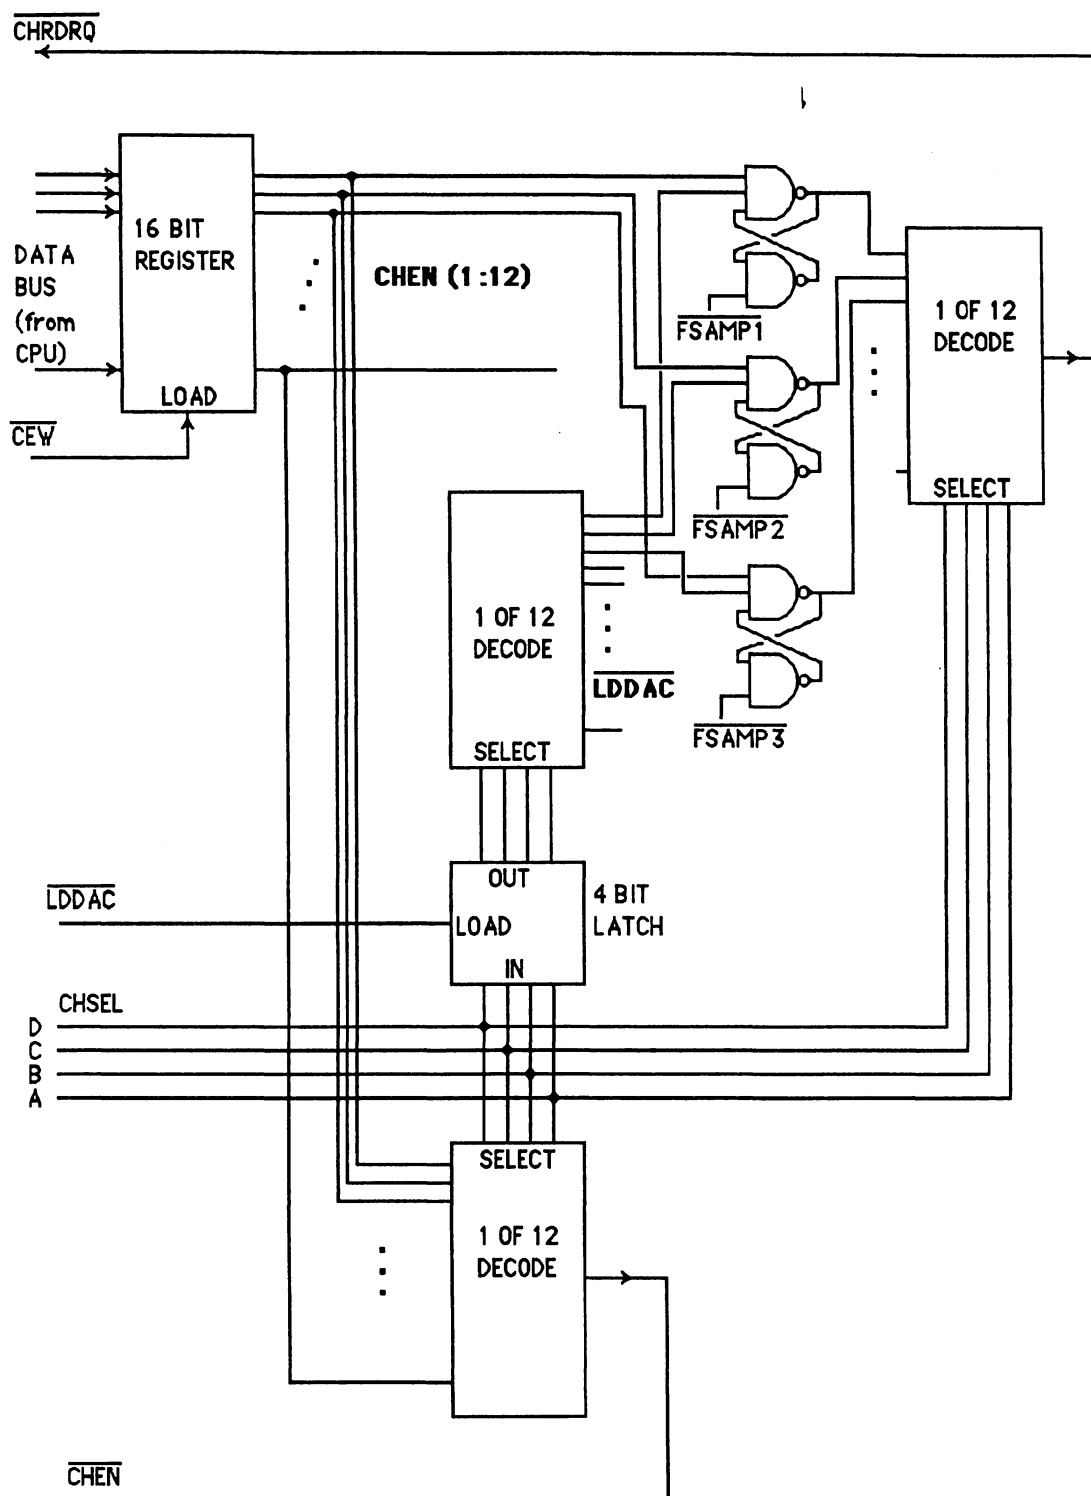 CHRDRQ
16 BIT
REGISTER
DATA
BUS
(from
CPU)
CHEN (1:12)
LOAD
CEW
FSAMP1
1 OF 12
DECODE
SELECT
FSAMP2
1 OF 12
DECODE
LDDAC
SELECT
FSAMP3
OUT
LOAD
IN
4 BIT
LATCH
LDDAC
CHSEL
D
C
B
A
SELECT
1 OF 12
DECODE
CHEN